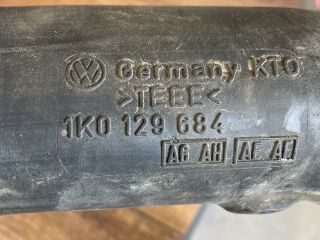 Germany KTO
>TEEE<
1K0 129 684
AG AH AE AF